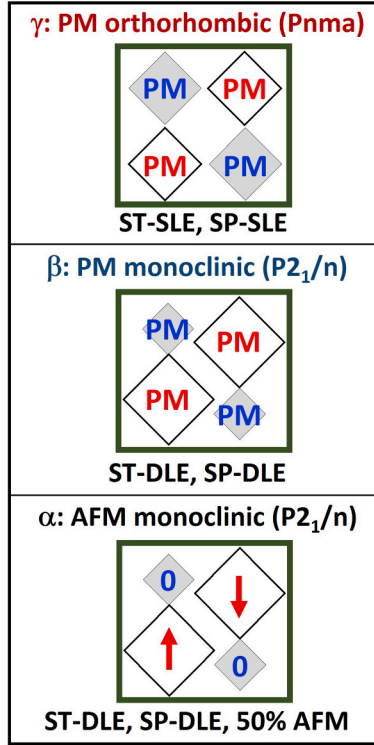 γ: PM orthorhombic (Pnma)
PM PM
PM PM
ST-SLE, SP-SLE
β: PM monoclinic (P2₁/n)
PM PM
PM PM
ST-DLE, SP-DLE
α: AFM monoclinic (P2₁/n)
0
0
ST-DLE, SP-DLE, 50% AFM